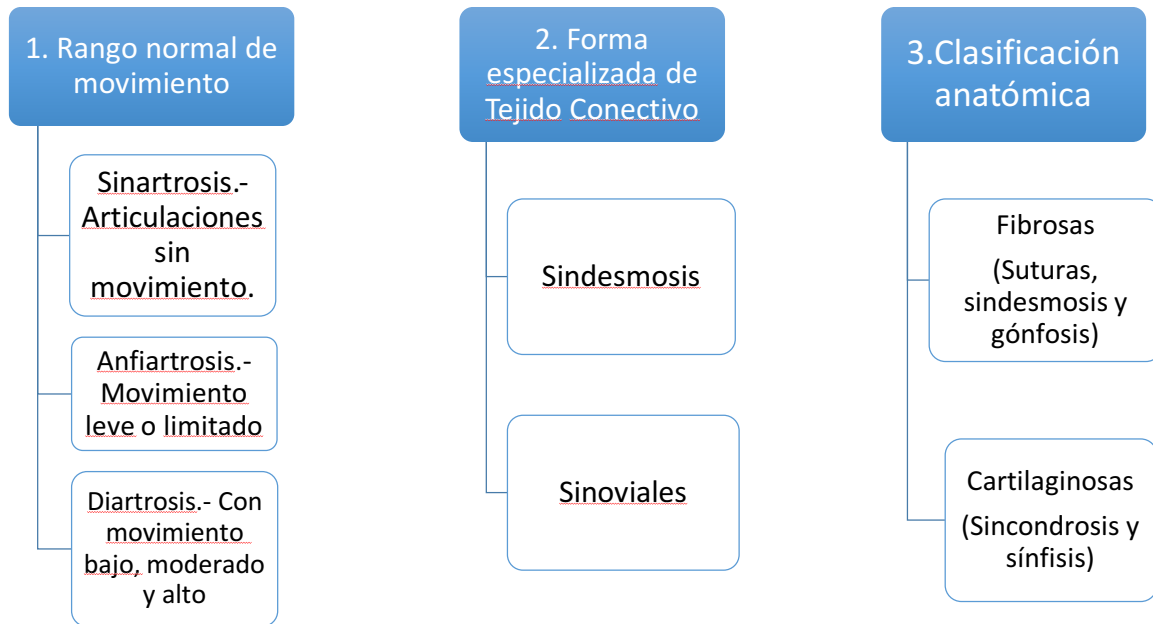 1. Rango normal de
movimiento
Sinartrosis.-
Articulaciones
sin
movimiento.
Anfiartrosis.-
Movimiento
leve o limitado
Diartrosis.- Con
movimiento
bajo, moderado
y alto
2. Forma
especializada de
Tejido Conectivo
Sindesmosis
Sinoviales
3.Clasificación
anatómica
Fibrosas
(Suturas,
sindesmosis y
gónfosis)
Cartilaginosas
(Sincondrosis y
sínfisis)